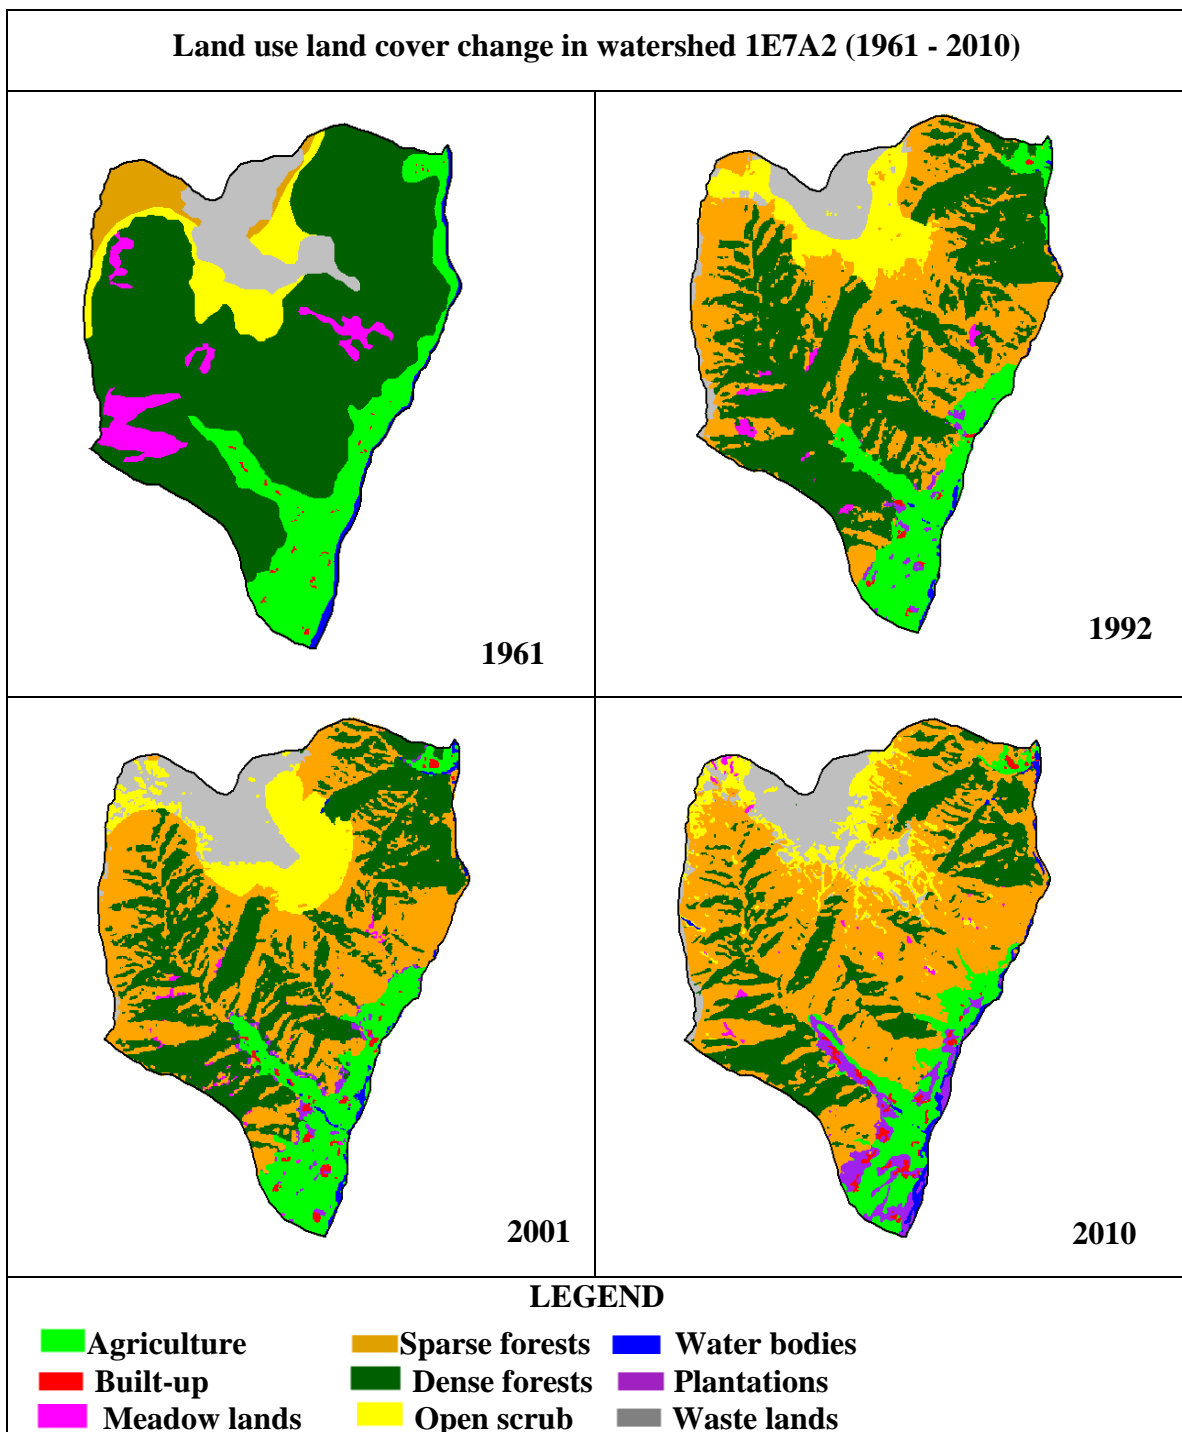 Land use land cover change in watershed 1E7A2 (1961 - 2010)
1961
1992
2001
2010
LEGEND
Agriculture Sparse forests Water bodies
Built-up Dense forests Plantations
Meadow lands Open scrub Waste lands